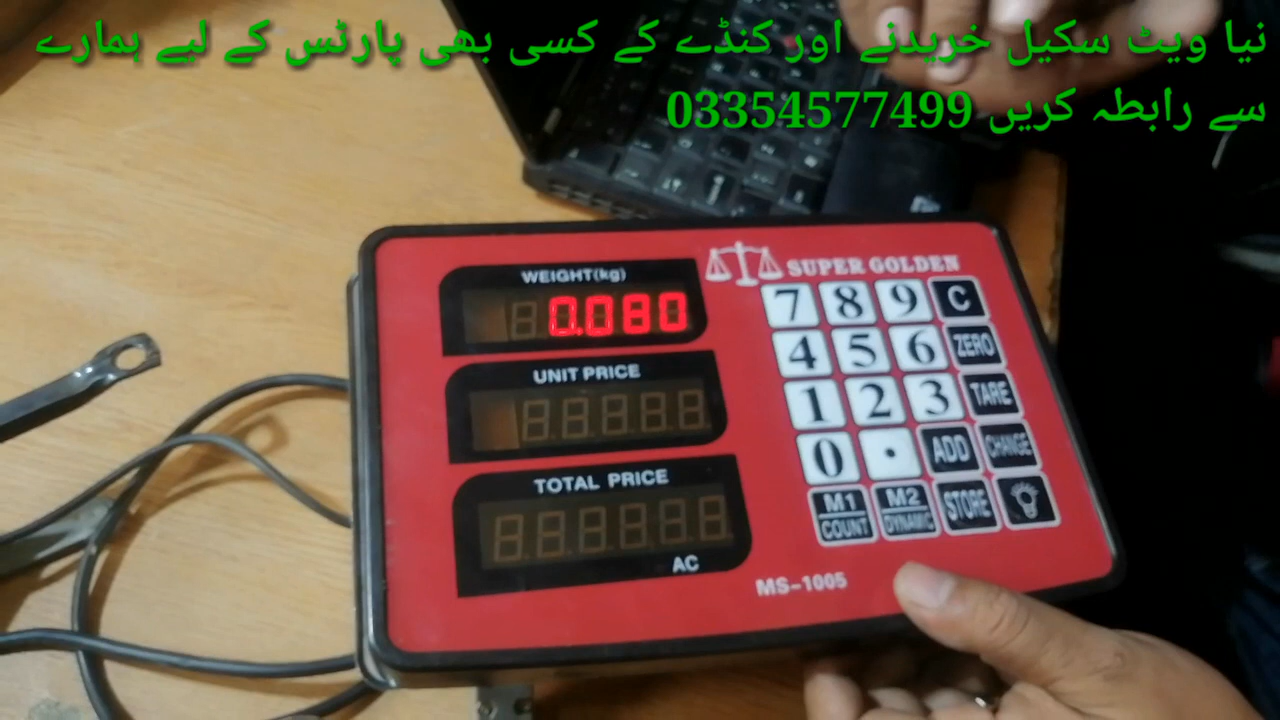 نیا ویٹ سکیل خریدنے اور کنڈے کے کسی بھی پارٹس کے لیے ہمارے
سے رابطہ کریں 03354577499
SUPER GOLDEN
WEIGHT(kg)
0.080
UNIT PRICE
TOTAL PRICE
AC
7 8 9 C
4 5 6 ZERO
1 2 3 TARE
0 . ADD CHANGE
M1 COUNT M2 DYNAMIC STORE
MS-1005